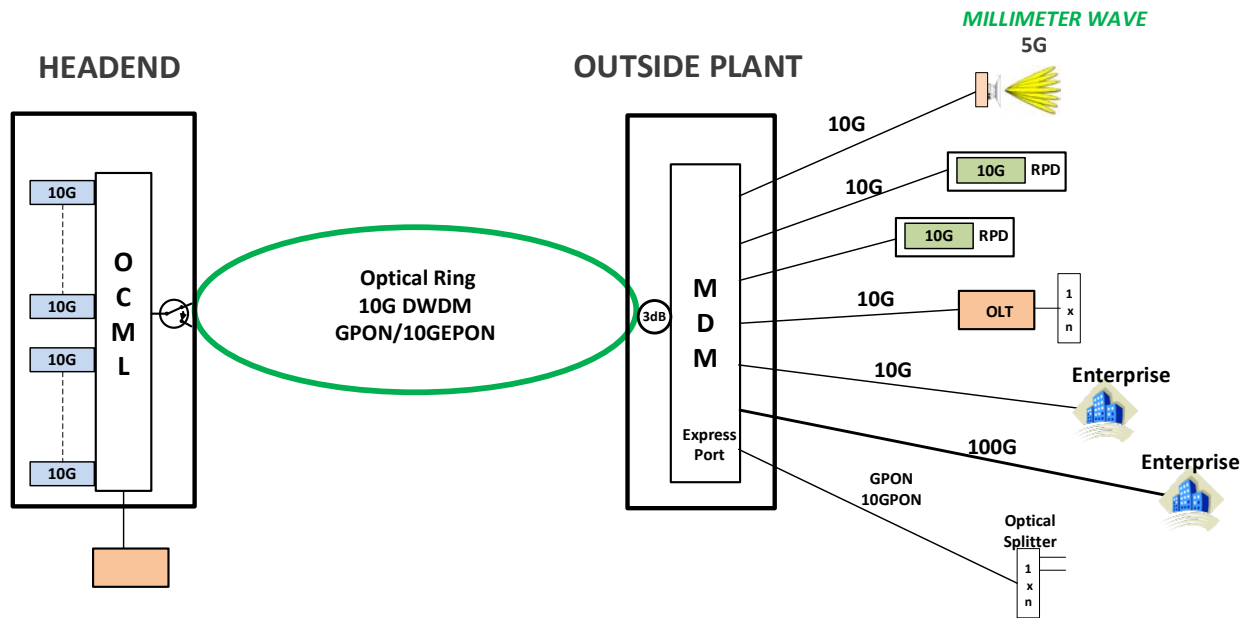 MILLIMETER WAVE
5G
HEADEND
OUTSIDE PLANT
10G
10G
10G
10G
O
C
M
L
Optical Ring
10G DWDM
GPON/10GEPON
3dB
M
D
M
Express
Port
10G
10G
10G RPD
10G RPD
10G
OLT
1
x
n
10G
Enterprise
100G
Enterprise
GPON
10GPON
Optical
Splitter
1
x
n